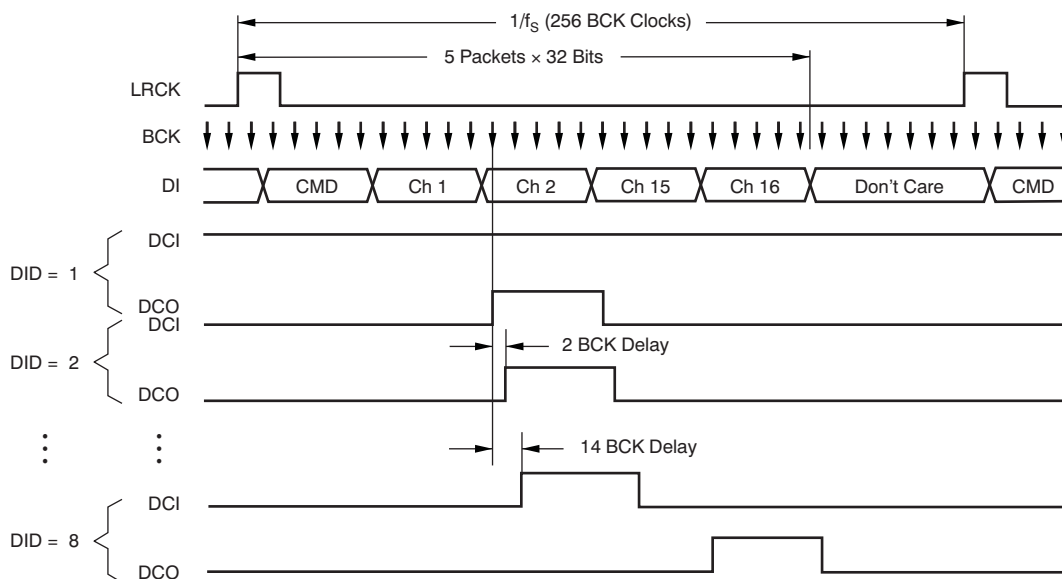 1/fS (256 BCK Clocks)
5 Packets × 32 Bits
LRCK
BCK
DI CMD Ch 1 Ch 2 Ch 15 Ch 16 Don't Care CMD
DCI
DID = 1
DCO
DCI
DID = 2
2 BCK Delay
DCO
14 BCK Delay
DCI
DID = 8
DCO